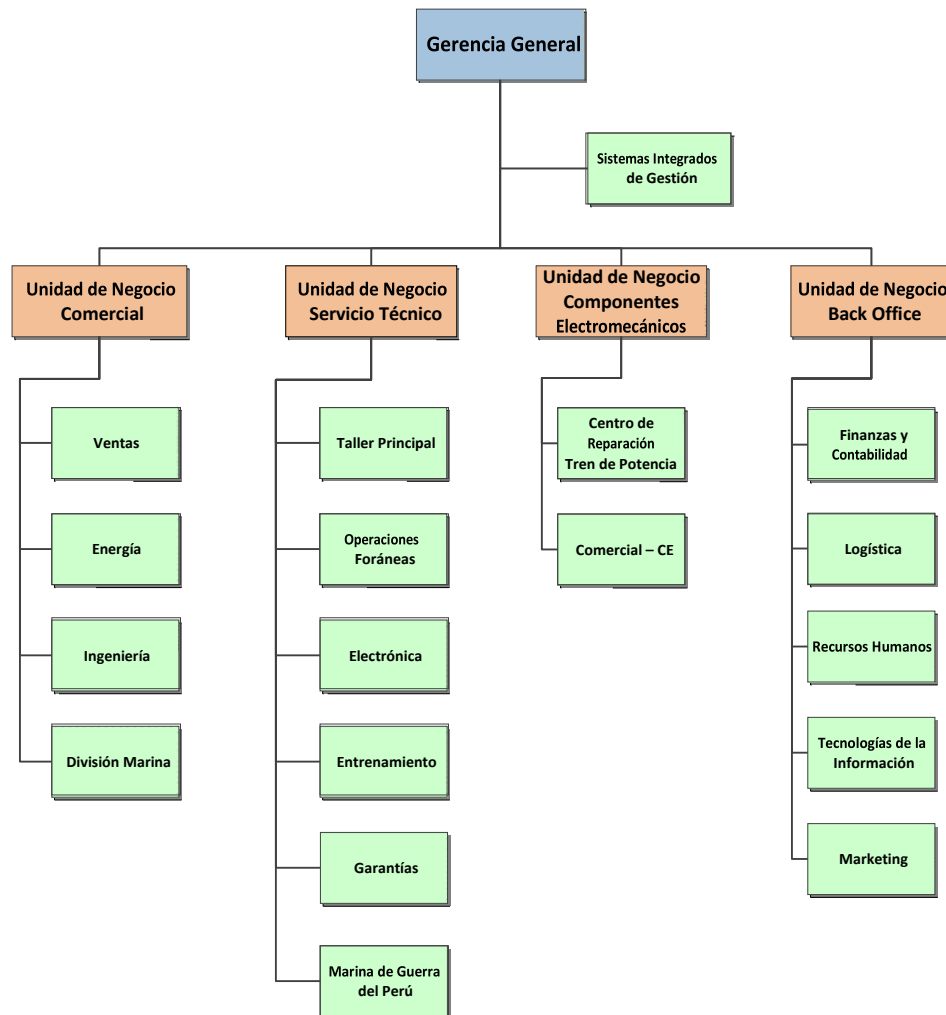 Gerencia General
Sistemas Integrados
de Gestión
Unidad de Negocio
Comercial
Ventas
Energía
Ingeniería
División Marina
Unidad de Negocio
Servicio Técnico
Taller Principal
Operaciones
Foráneas
Electrónica
Entrenamiento
Garantías
Marina de Guerra
del Perú
Unidad de Negocio
Componentes
Electromecánicos
Centro de
Reparación
Tren de Potencia
Comercial – CE
Unidad de Negocio
Back Office
Finanzas y
Contabilidad
Logística
Recursos Humanos
Tecnologías de la
Información
Marketing